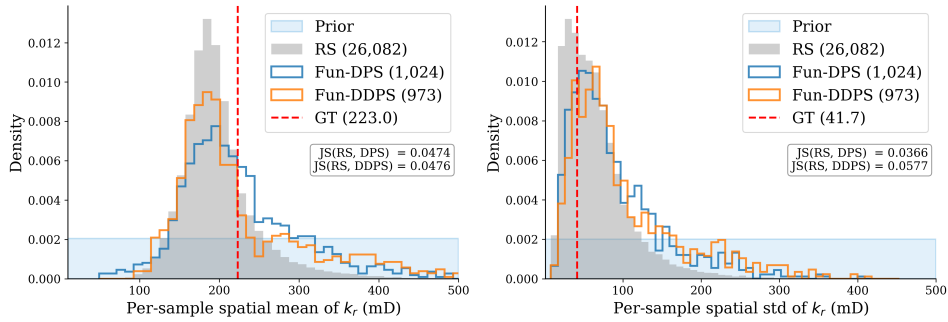 0.012
0.010
0.008
0.006
0.004
0.002
0.000
Density
100
200
300
400
500
Per-sample spatial mean of k_r (mD)
Prior
RS (26,082)
Fun-DPS (1,024)
Fun-DDPS (973)
GT (223.0)
JS(RS, DPS) = 0.0474
JS(RS, DDPS) = 0.0476
0.012
0.010
0.008
0.006
0.004
0.002
0.000
Density
100
200
300
400
500
Per-sample spatial std of k_r (mD)
Prior
RS (26,082)
Fun-DPS (1,024)
Fun-DDPS (973)
GT (41.7)
JS(RS, DPS) = 0.0366
JS(RS, DDPS) = 0.0577